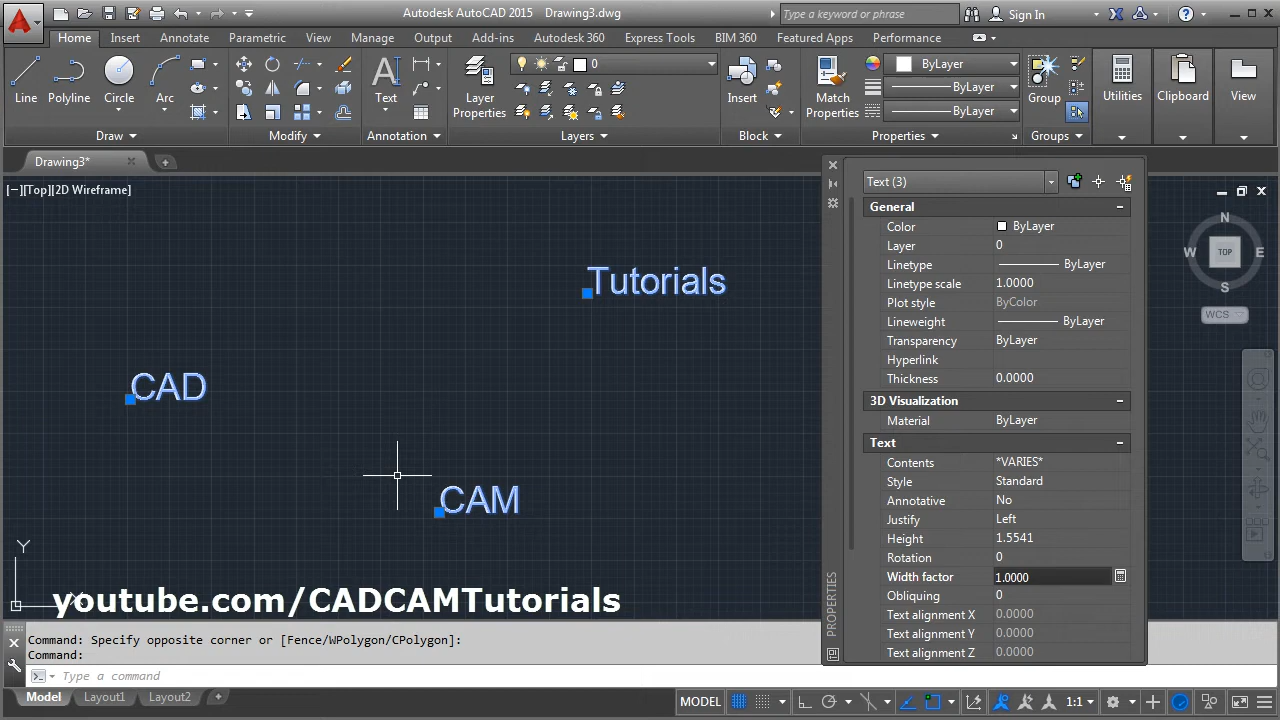 Autodesk AutoCAD 2015 Drawing3.dwg
Type a keyword or phrase
Sign In
Home Insert Annotate Parametric View Manage Output Add-ins Autodesk 360 Express Tools BIM 360 Featured Apps Performance
Line Polyline Circle Arc
Text
Layer Properties
0
Insert
Match Properties
ByLayer
ByLayer
ByLayer
Group
Utilities
Clipboard
View
Draw Modify Annotation Layers Block Properties Groups
Drawing3*
[−][Top][2D Wireframe]
Text (3)
General
Color ByLayer
Layer 0
Linetype ByLayer
Linetype scale 1.0000
Plot style ByColor
Lineweight ByLayer
Transparency ByLayer
Hyperlink
Thickness 0.0000
3D Visualization
Material ByLayer
Text
Contents *VARIES*
Style Standard
Annotative No
Justify Left
Height 1.5541
Rotation 0
Width factor 1.0000
Obliquing 0
Text alignment X 0.0000
Text alignment Y 0.0000
Text alignment Z 0.0000
PROPERTIES
N
W TOP E
S
WCS
Tutorials
CAD
CAM
Y
X
youtube.com/CADCAMTutorials
Command: Specify opposite corner or [Fence/WPolygon/CPolygon]:
Command:
Type a command
Model Layout1 Layout2
MODEL
1:1